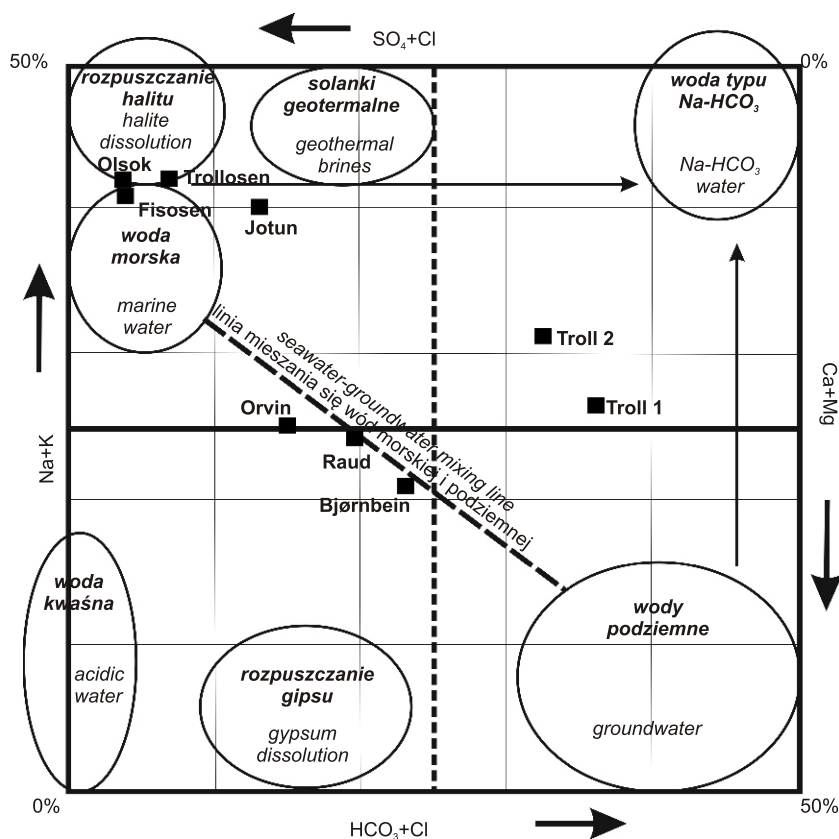 SO₄+Cl
50%
0%
rozpuszczanie
halitu
halite
dissolution
solanki
geotermalne
geothermal
brines
woda typu
Na-HCO₃
Na-HCO₃
water
Olsok
Trollosen
Fisosen
Jotun
woda
morska
marine
water
linia mieszania się wód morskiej i podziemnej
seawater-groundwater mixing line
Troll 2
Troll 1
Ca+Mg
Na+K
Orvin
Raud
Bjørnbein
woda
kwaśna
acidic
water
rozpuszczanie
gipsu
gypsum
dissolution
wody
podziemne
groundwater
0%
50%
HCO₃+Cl